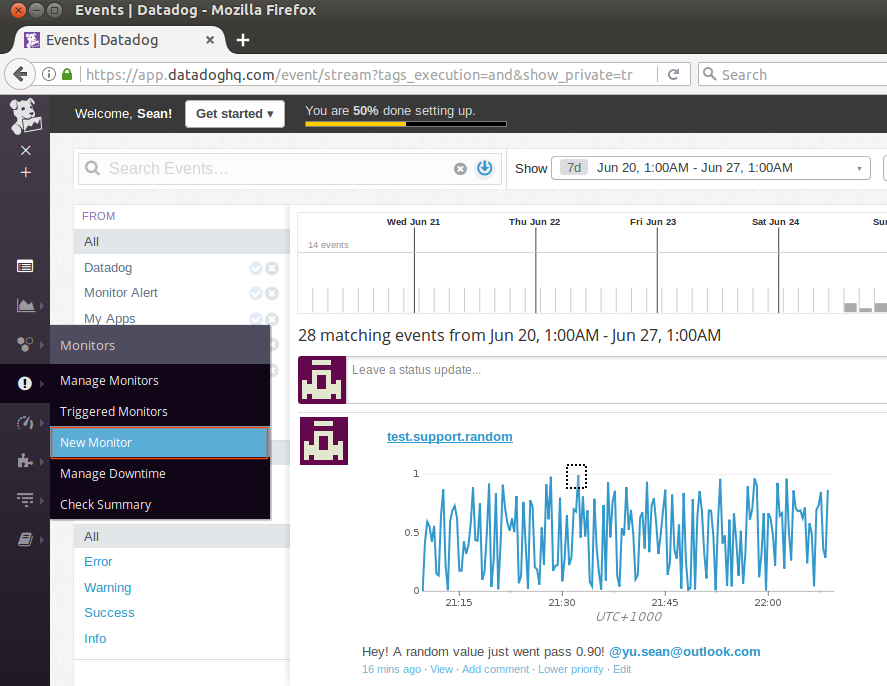 Events | Datadog - Mozilla Firefox
Events | Datadog
https://app.datadoghq.com/event/stream?tags_execution=and&show_private=tr
Search
Welcome, Sean!
Get started ▾
You are 50% done setting up.
Search Events…
Show
7d
Jun 20, 1:00AM - Jun 27, 1:00AM
FROM
All
Datadog
Monitor Alert
My Apps
Monitors
Manage Monitors
Triggered Monitors
New Monitor
Manage Downtime
Check Summary
All
Error
Warning
Success
Info
Wed Jun 21
Thu Jun 22
Fri Jun 23
Sat Jun 24
Sun
14 events
28 matching events from Jun 20, 1:00AM - Jun 27, 1:00AM
Leave a status update...
test.support.random
1
0.5
0
21:15
21:30
21:45
22:00
UTC+1000
Hey! A random value just went pass 0.90! @yu.sean@outlook.com
16 mins ago · View · Add comment · Lower priority · Edit